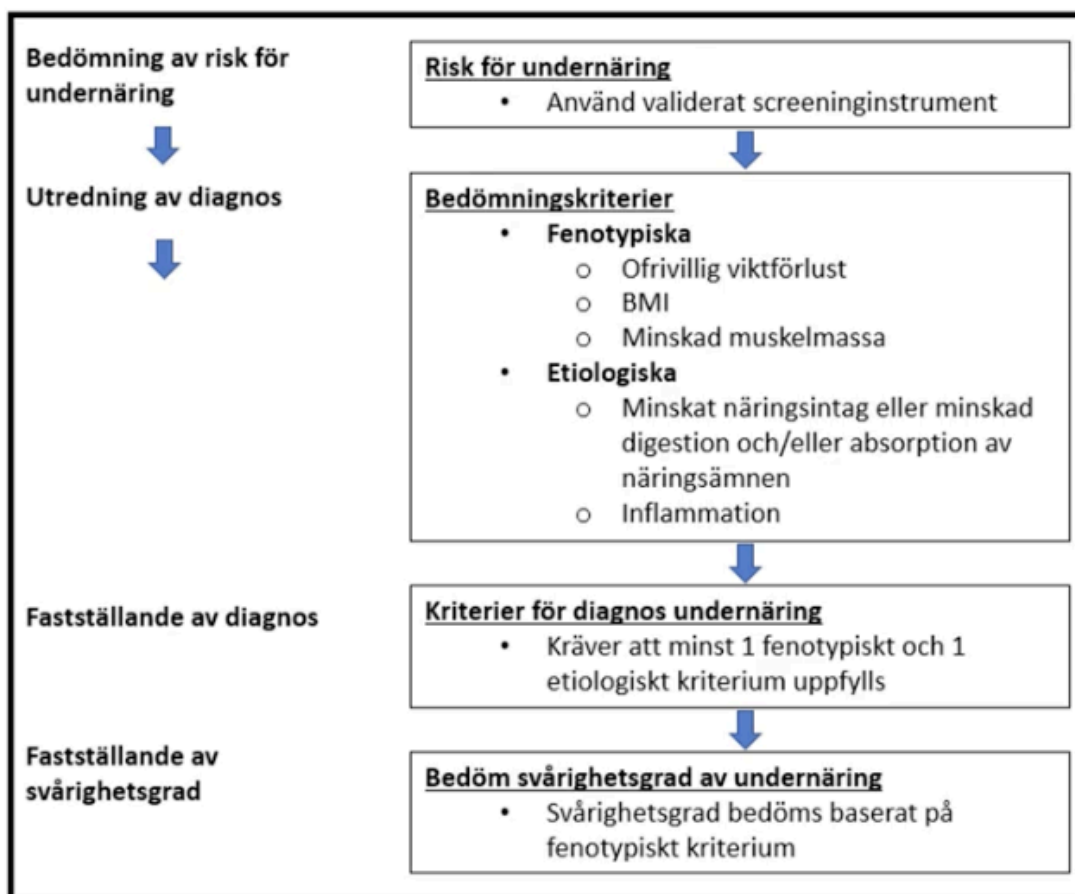 Bedömning av risk för
undernäring
Risk för undernäring
• Använd validerat screeninginstrument
Utredning av diagnos
Bedömningskriterier
• Fenotypiska
o Ofrivillig viktförlust
o BMI
o Minskad muskelmassa
• Etiologiska
o Minskat näringsintag eller minskad
digestion och/eller absorption av
näringsämnen
o Inflammation
Fastställande av diagnos
Kriterier för diagnos undernäring
• Kräver att minst 1 fenotypiskt och 1
etiologiskt kriterium uppfylls
Fastställande av
svårighetsgrad
Bedöm svårighetsgrad av undernäring
• Svårighetsgrad bedöms baserat på
fenotypiskt kriterium